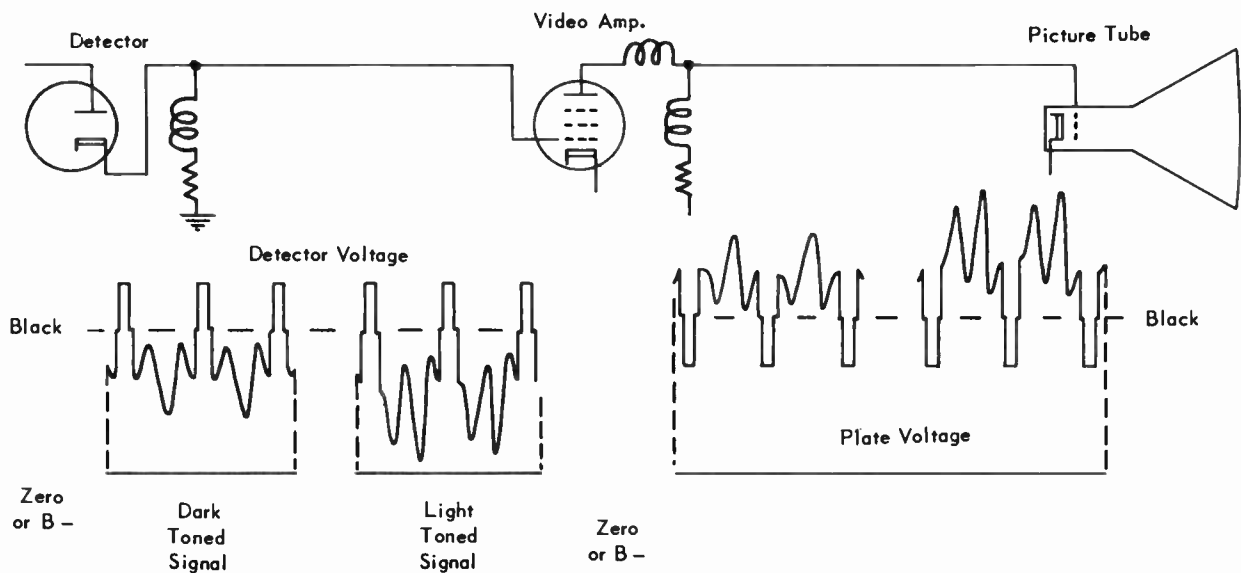 Video Amp.
Detector
Picture Tube
Detector Voltage
Black
Black
Plate Voltage
Zero
or B –
Dark
Toned
Signal
Light
Toned
Signal
Zero
or B –